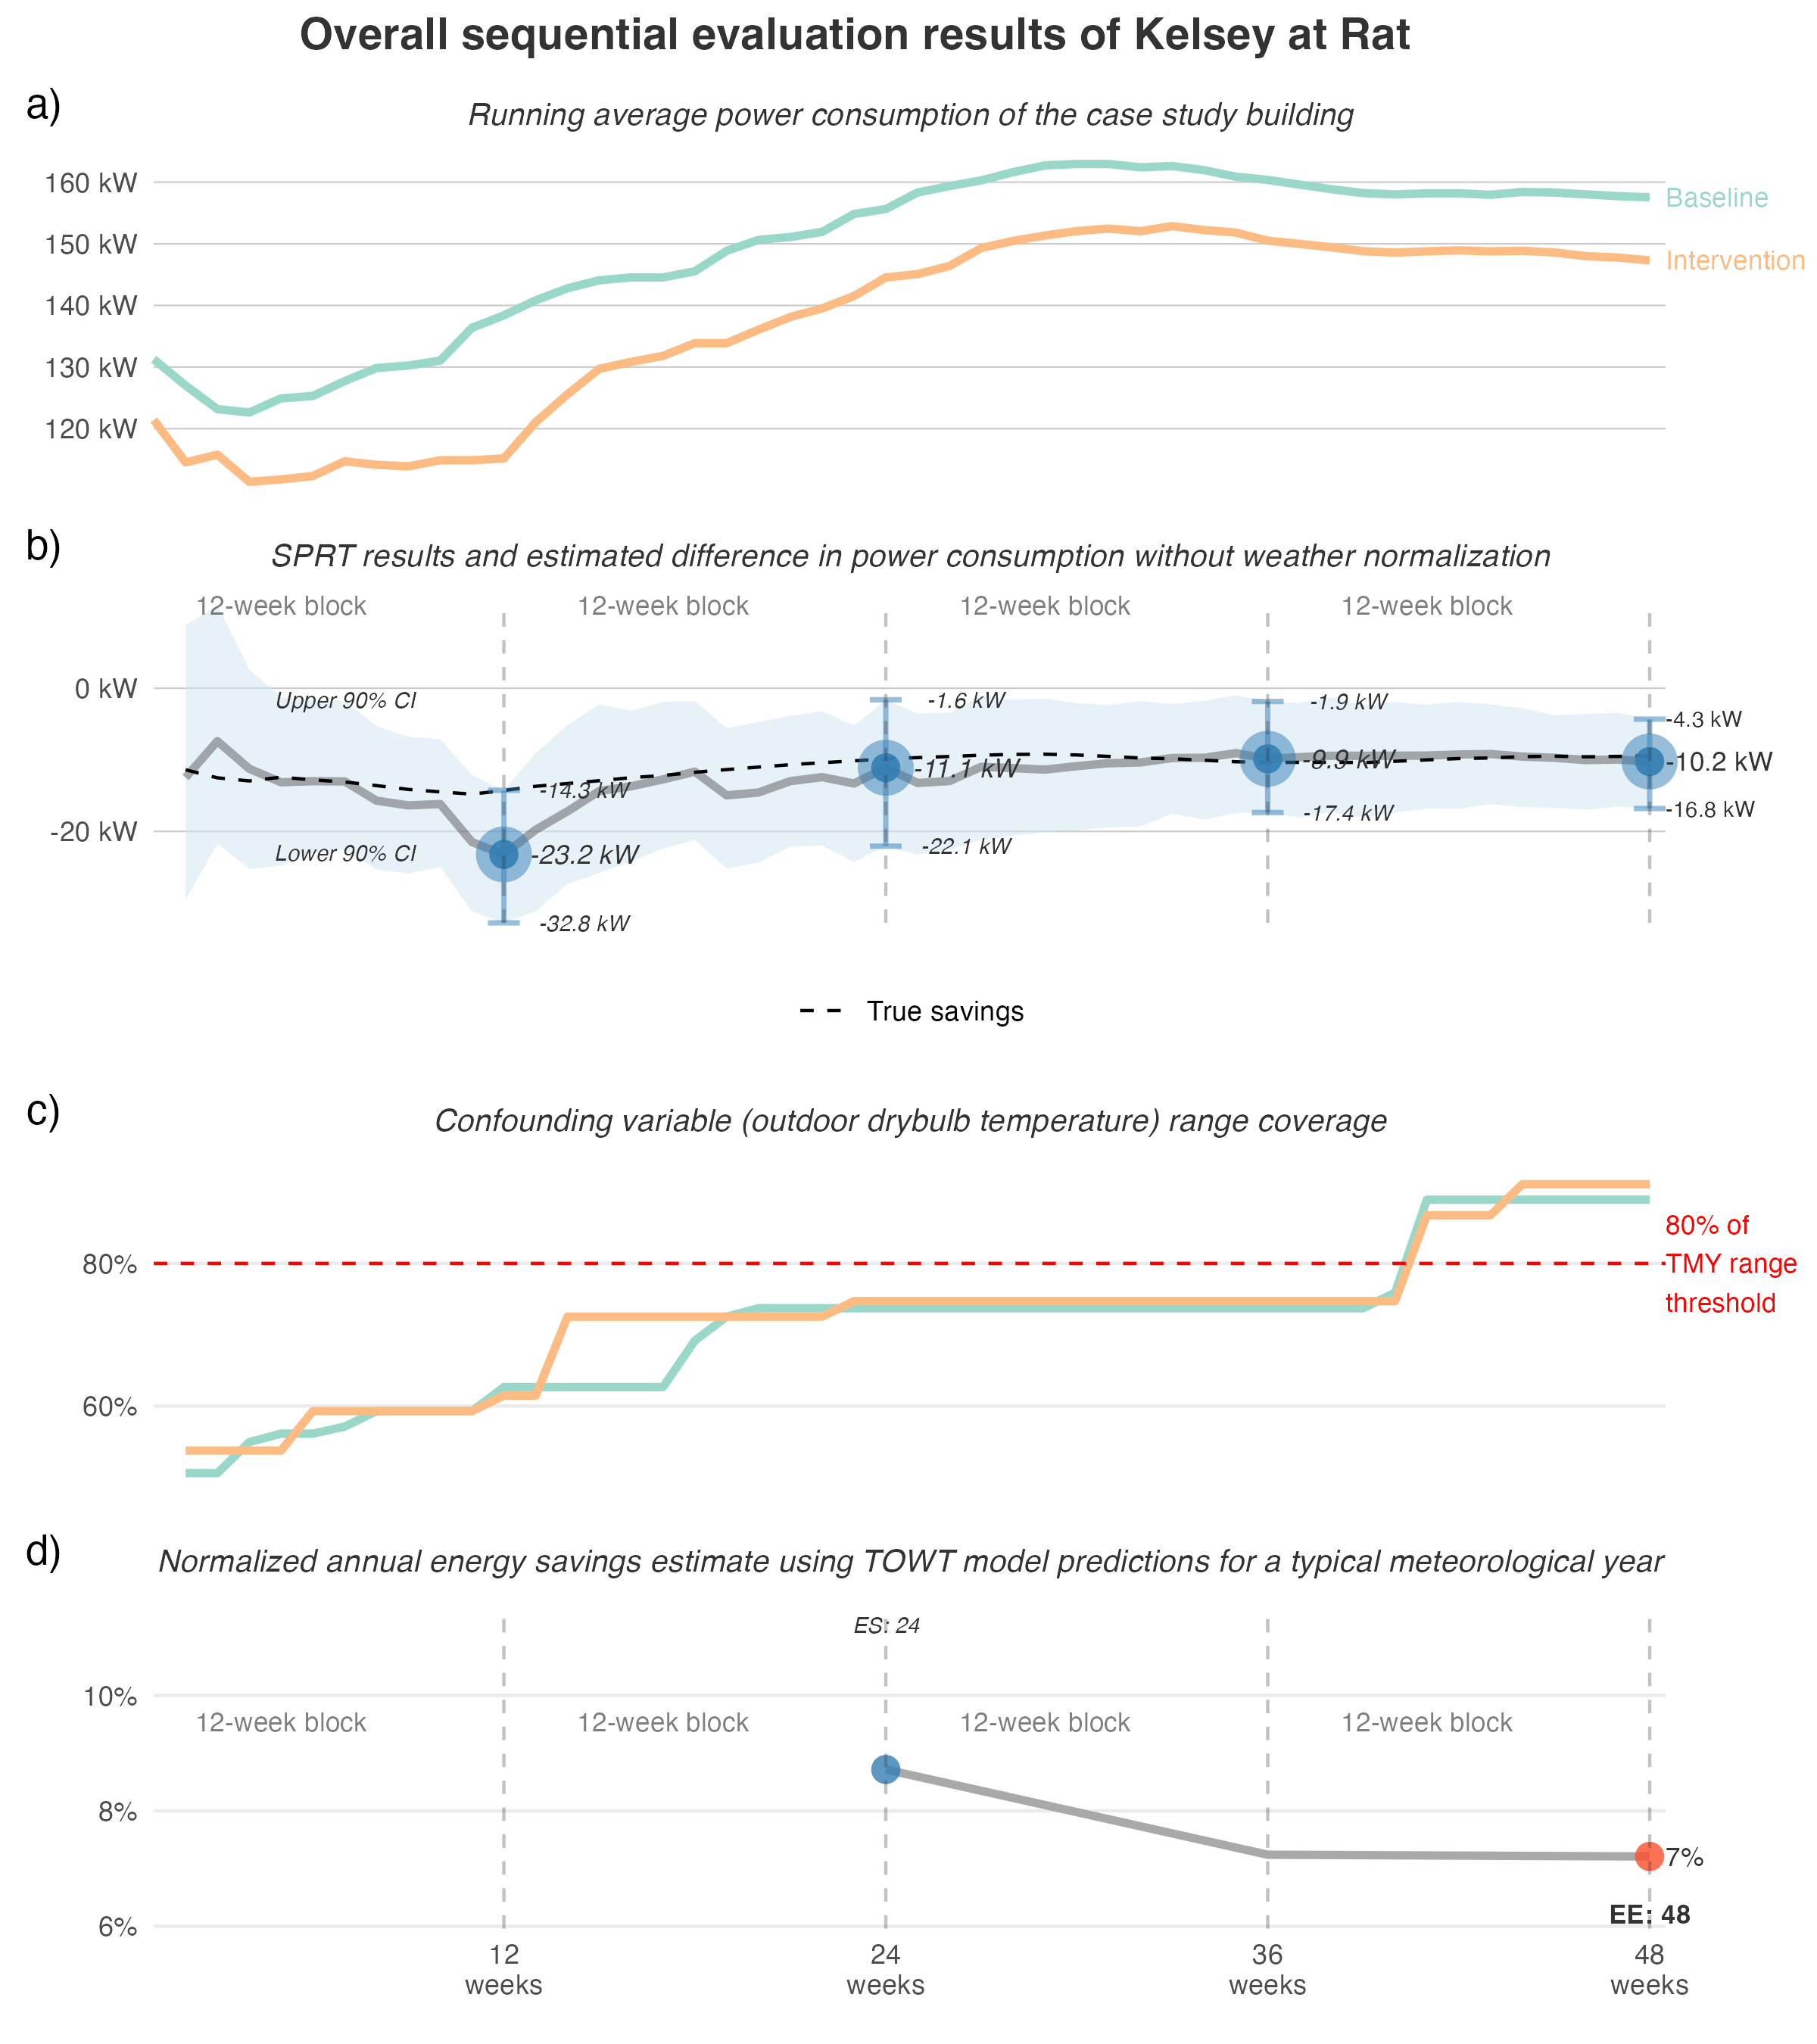 Overall sequential evaluation results of Kelsey at Rat
a)
Running average power consumption of the case study building
160 kW
150 kW
140 kW
130 kW
120 kW
Baseline
Intervention
b)
SPRT results and estimated difference in power consumption without weather normalization
12-week block
12-week block
12-week block
12-week block
0 kW
-20 kW
Upper 90% CI
Lower 90% CI
-14.3 kW
-23.2 kW
-32.8 kW
-1.6 kW
-11.1 kW
-22.1 kW
-1.9 kW
-9.9 kW
-17.4 kW
-4.3 kW
-10.2 kW
-16.8 kW
True savings
c)
Confounding variable (outdoor drybulb temperature) range coverage
80%
60%
80% of
TMY range
threshold
d)
Normalized annual energy savings estimate using TOWT model predictions for a typical meteorological year
ES: 24
10%
8%
6%
12-week block
12-week block
12-week block
12-week block
7%
EE: 48
12
weeks
24
weeks
36
weeks
48
weeks